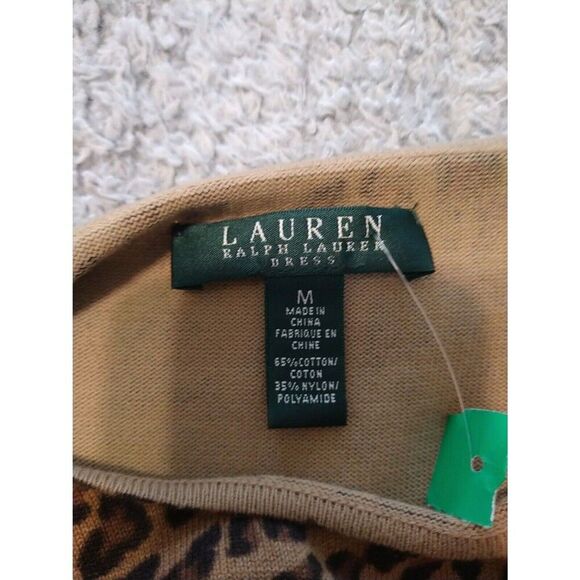 LAUREN
RALPH LAUREN
DRESS
M
MADE IN
CHINA
FABRIQUE EN
CHINE
65% COTTON/
COTON
35% NYLON/
POLYAMIDE